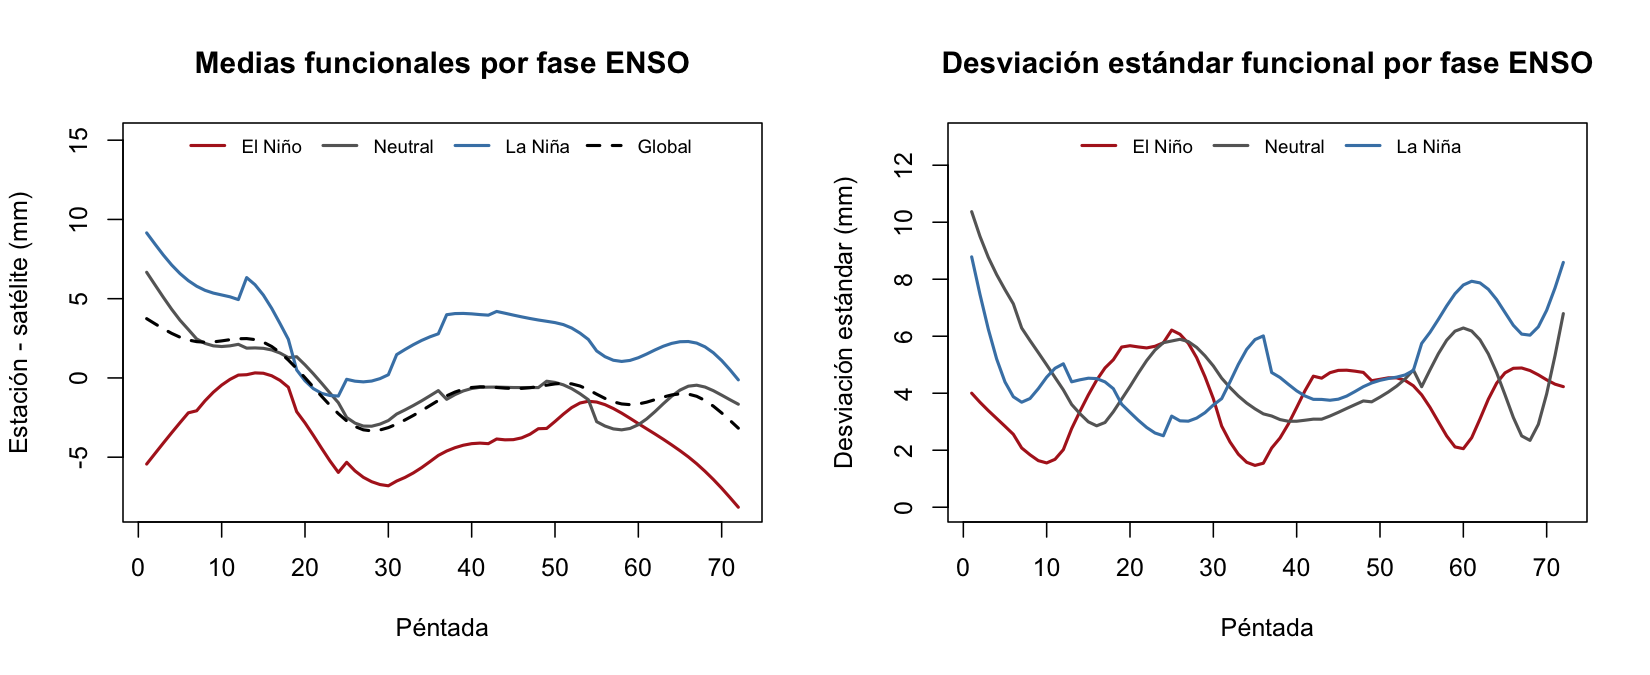 Medias funcionales por fase ENSO
El Niño Neutral La Niña Global
Estación - satélite (mm)
15
10
5
0
-5
0 10 20 30 40 50 60 70
Péntada
Desviación estándar funcional por fase ENSO
El Niño Neutral La Niña
Desviación estándar (mm)
12
10
8
6
4
2
0
0 10 20 30 40 50 60 70
Péntada